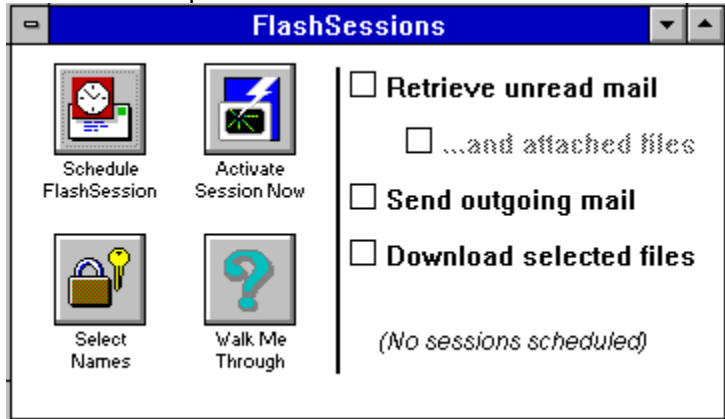 FlashSessions
Schedule
FlashSession
Activate
Session Now
Select
Names
Walk Me
Through
Retrieve unread mail
...and attached files
Send outgoing mail
Download selected files
(No sessions scheduled)